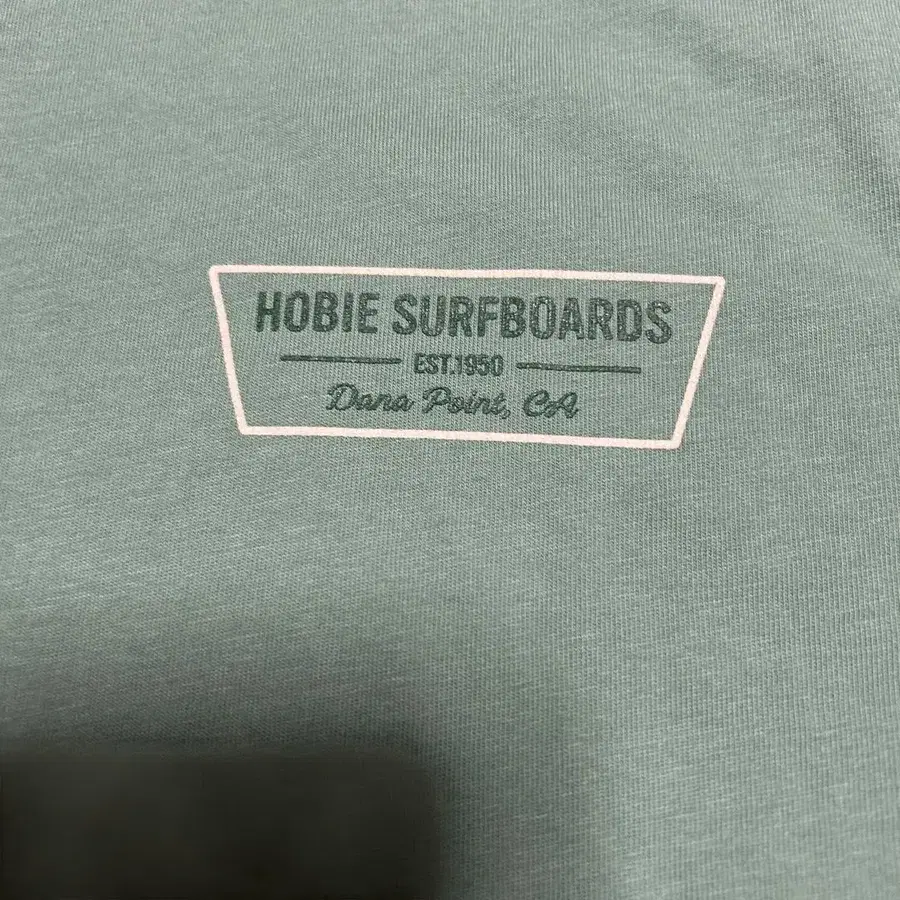 HOBIE SURFBOARDS
EST.1950
Dana Point, CA